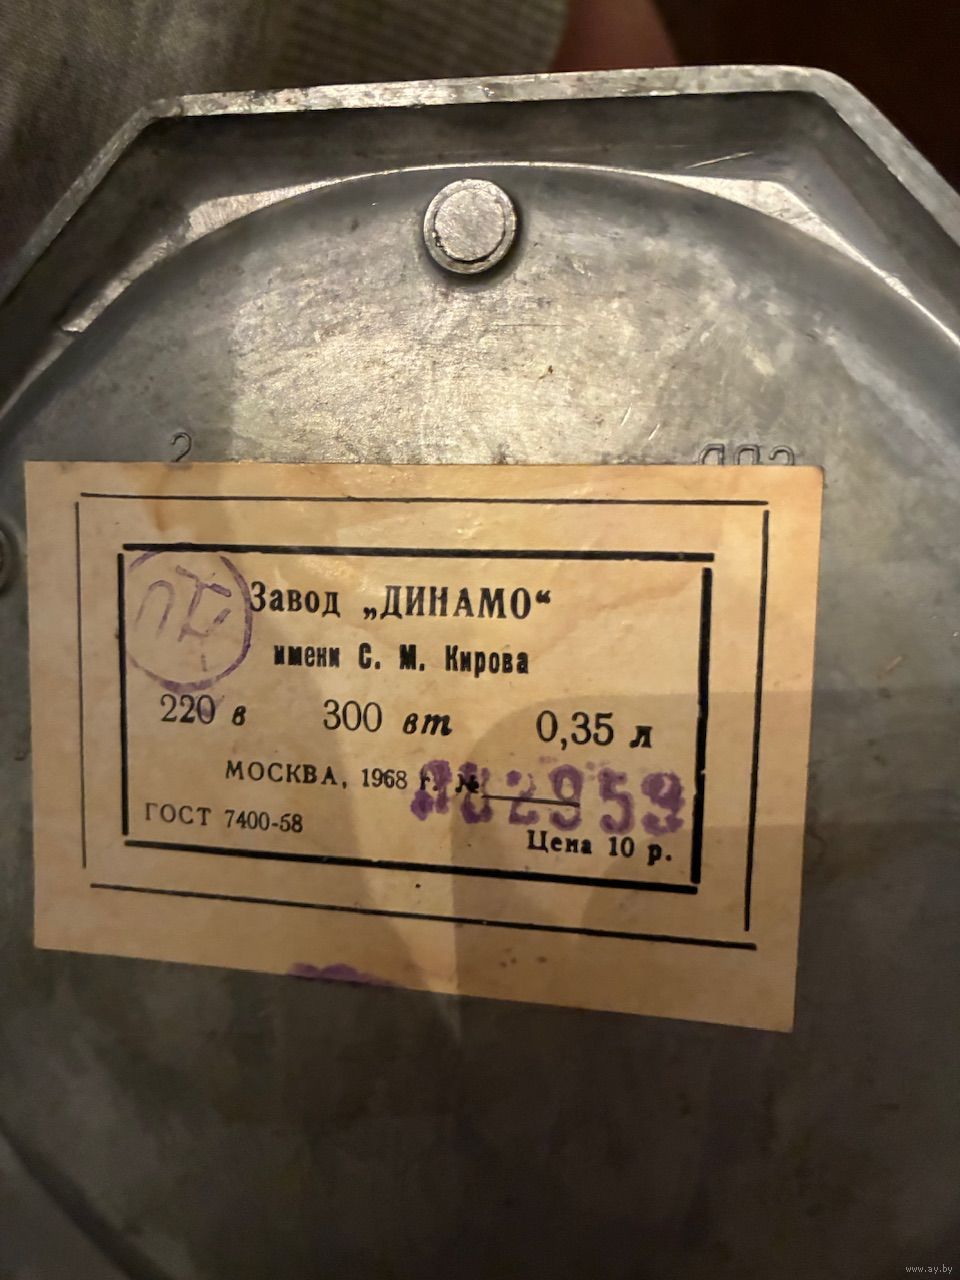 2
Завод „ДИНАМО“
имени С. М. Кирова
220 в 300 вт 0,35 л
МОСКВА, 1968 г. №
ГОСТ 7400-58
Цена 10 р.
www.ay.by